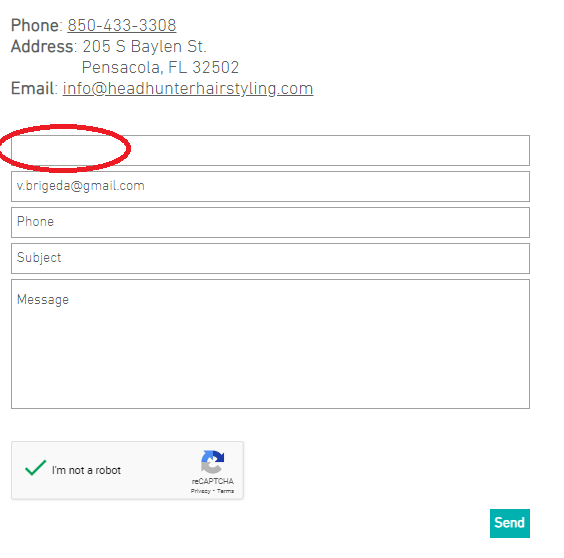 Phone: 850-433-3308
Address: 205 S Baylen St.
Pensacola, FL 32502
Email: info@headhunterhairstyling.com
v.brigeda@gmail.com
Phone
Subject
Message
I'm not a robot
reCAPTCHA
Privacy - Terms
Send